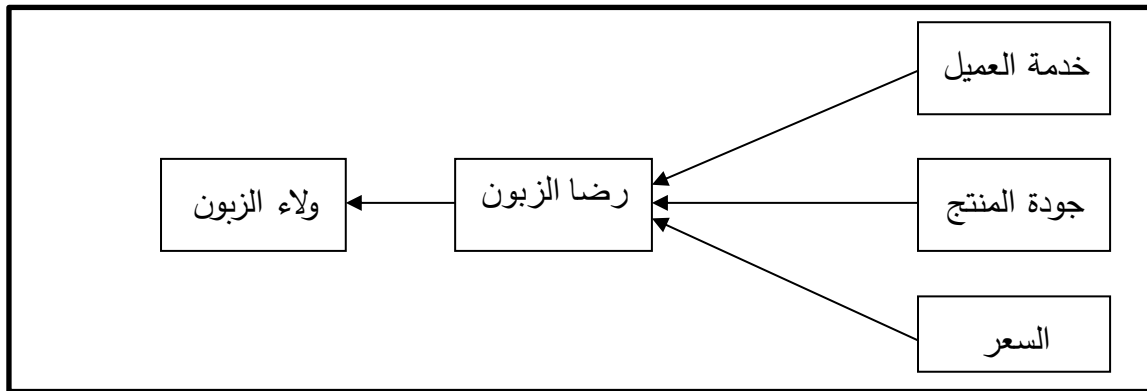 خدمة العميل
جودة المنتج
رضا الزبون
ولاء الزبون
السعر